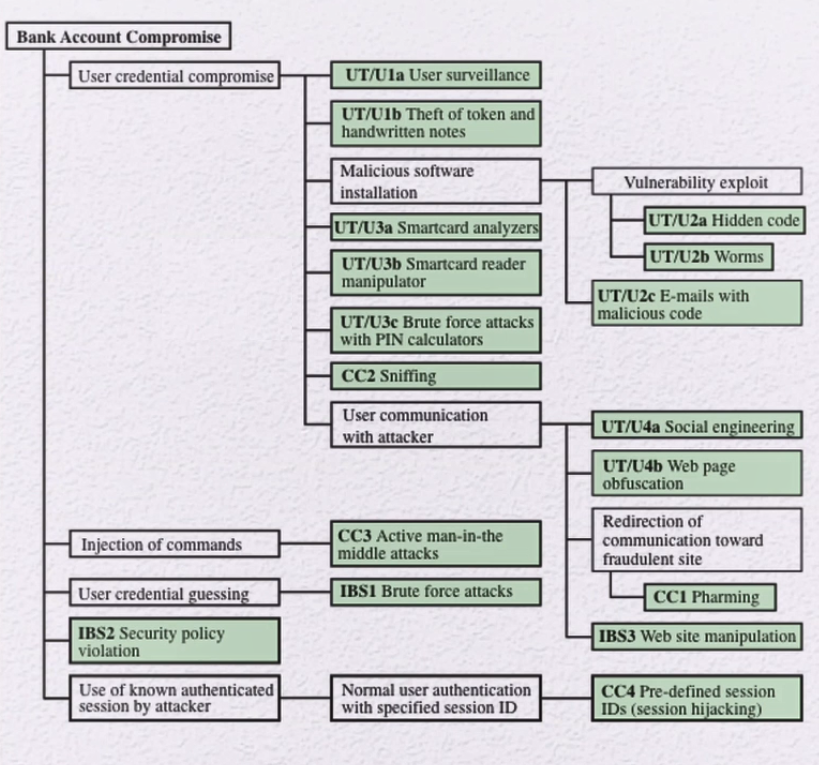 Bank Account Compromise
User credential compromise
UT/U1a User surveillance
UT/U1b Theft of token and
handwritten notes
Malicious software
installation
Vulnerability exploit
UT/U2a Hidden code
UT/U2b Worms
UT/U2c E-mails with
malicious code
UT/U3a Smartcard analyzers
UT/U3b Smartcard reader
manipulator
UT/U3c Brute force attacks
with PIN calculators
CC2 Sniffing
User communication
with attacker
UT/U4a Social engineering
UT/U4b Web page
obfuscation
Redirection of
communication toward
fraudulent site
CC1 Pharming
IBS3 Web site manipulation
Injection of commands
CC3 Active man-in-the
middle attacks
User credential guessing
IBS1 Brute force attacks
IBS2 Security policy
violation
Use of known authenticated
session by attacker
Normal user authentication
with specified session ID
CC4 Pre-defined session
IDs (session hijacking)